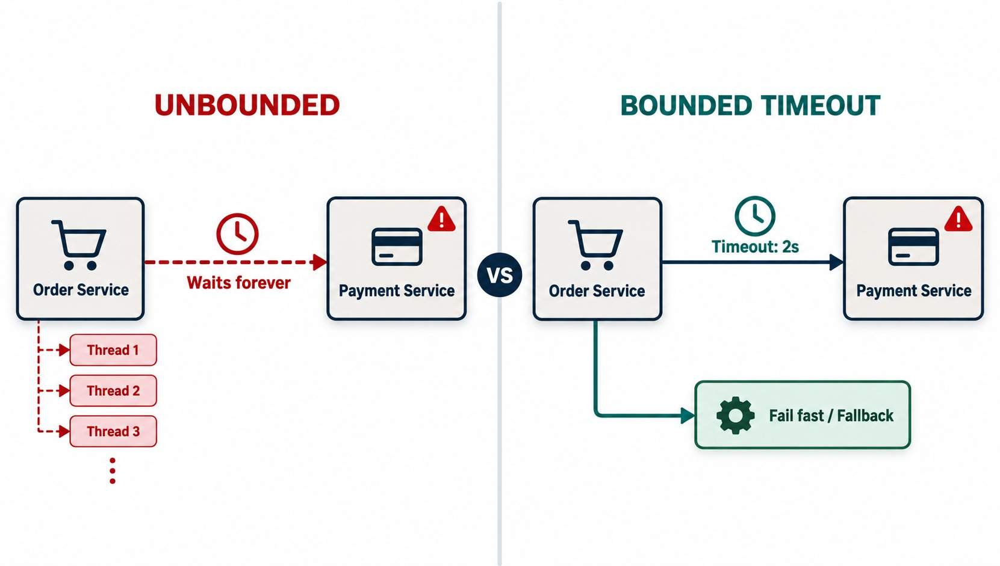 UNBOUNDED
Order Service
Waits forever
Payment Service
Thread 1
Thread 2
Thread 3
VS
BOUNDED TIMEOUT
Order Service
Timeout: 2s
Payment Service
Fail fast / Fallback